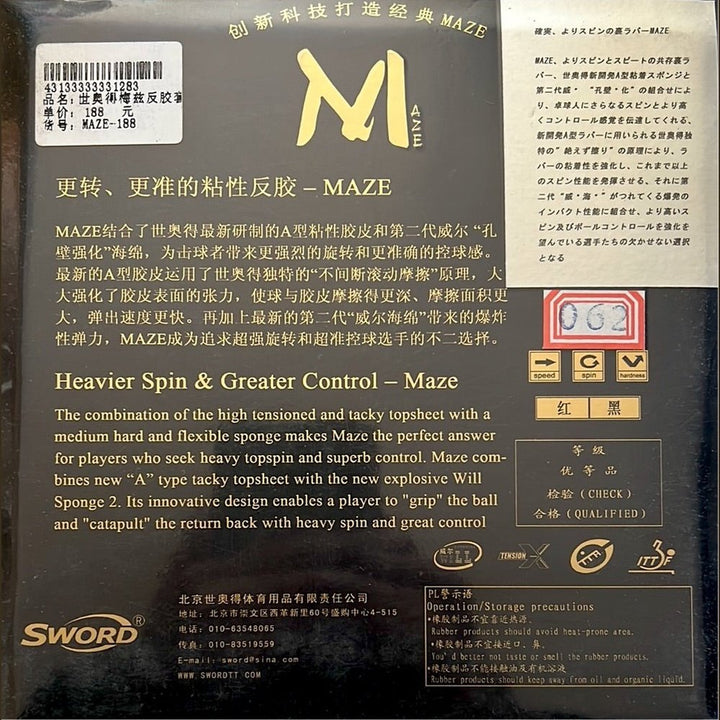 创新科技打造经典MAZE
MAZE
43133333331283
品名: 世奥得梅兹反胶套
单价: 188 元
货号: MAZE-188
確実、よりスピンの裏ラバーMAZE
MAZE、よりスピンとスピートの共存裏ラ
バー、世奥得新開発A型粘着スポンジと
第二代威・“孔壁・化”の組合せによ
り、卓球人にさらなるスピンとより高
くコントロール感覚を伝達してくれる、
新開発A型ラバーに用いられる世奥得独
特の“絶えず擦り”の原理により、ラ
バーの粘着性を強化し、これまで以上
のスピン性能を発揮させる、それに第
二代“威・海・”がつれてくる爆発の
インパクト性能に組合せ、より高いスピ
ン及びボールコントロールを強化を
望んでいる選手たちの欠かせない選択
となる
更转、更准的粘性反胶 – MAZE
MAZE结合了世奥得最新研制的A型粘性胶皮和第二代威尔“孔
壁强化”海绵，为击球者带来更强烈的旋转和更准确的控球感。
最新的A型胶皮运用了世奥得独特的“不间断滚动摩擦”原理，大
大强化了胶皮表面的张力，使球与胶皮摩擦得更深、摩擦面积更
大，弹出速度更快。再加上最新的第二代“威尔海绵”带来的爆炸
性弹力，MAZE成为追求超强旋转和超准控球选手的不二选择。
062
speed spin hardness
红 黑
Heavier Spin & Greater Control – Maze
The combination of the high tensioned and tacky topsheet with a
medium hard and flexible sponge makes Maze the perfect answer
for players who seek heavy topspin and superb control. Maze com-
bines new “A” type tacky topsheet with the new explosive Will
Sponge 2. Its innovative design enables a player to "grip" the ball
and "catapult" the return back with heavy spin and great control
等级
优等品
检验(CHECK)
合格(QUALIFIED)
威尔 TENSION X ITTF
SWORD®
北京世奥得体育用品有限责任公司
地址: 北京市崇文区西革新里60号盛购中心4-515
电话: 010-63548065
传真: 010-83519559
E-mail: sword@sina.com
WWW.SWORDTT.COM
PL警示语
Operation/Storage precautions
•橡胶制品不宜靠近热源。
Rubber products should avoid heat-prone area.
•橡胶制品不宜接近口、鼻。
You'd better not taste or smell the rubber products.
•橡胶制品不能接触油及有机溶液
Rubber products should keep away from oil and organic liquid.